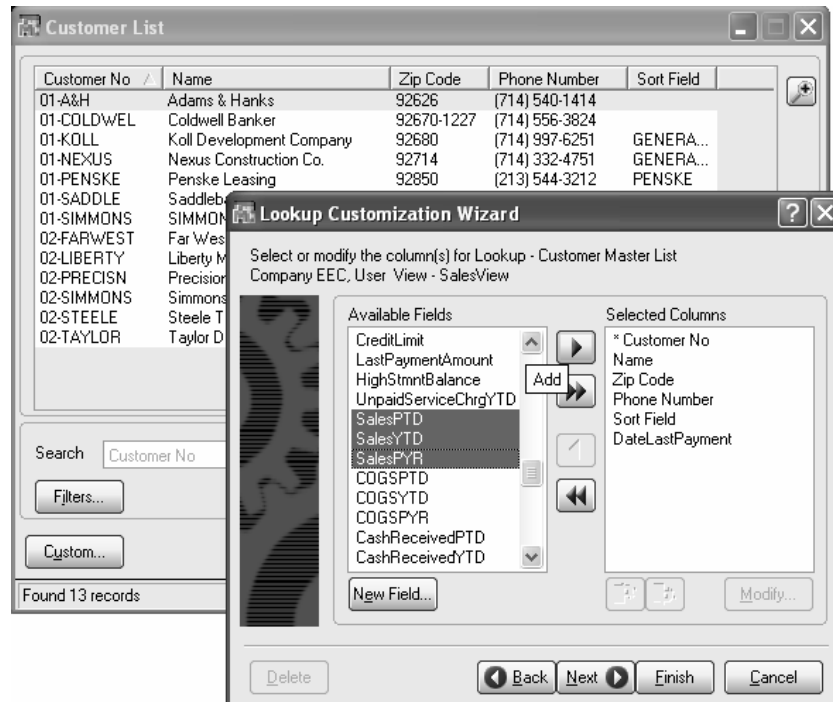 Customer List
Customer No Name Zip Code Phone Number Sort Field
01-A&H Adams & Hanks 92626 (714) 540-1414
01-COLDWEL Coldwell Banker 92670-1227 (714) 556-3824
01-KOLL Koll Development Company 92680 (714) 997-6251 GENERA...
01-NEXUS Nexus Construction Co. 92714 (714) 332-4751 GENERA...
01-PENSKE Penske Leasing 92850 (213) 544-3212 PENSKE
01-SADDLE Saddleba
01-SIMMONS SIMMON
02-FARWEST Far Wes
02-LIBERTY Liberty M
02-PRECISN Precision
02-SIMMONS Simmons
02-STEELE Steele T
02-TAYLOR Taylor D
Search Customer No
Filters...
Custom...
Found 13 records
Lookup Customization Wizard
Select or modify the column(s) for Lookup - Customer Master List
Company EEC, User View - SalesView
Available Fields
CreditLimit
LastPaymentAmount
HighStmntBalance
UnpaidServiceChrgYTD
SalesPTD
SalesYTD
SalesPYR
COGSPTD
COGSYTD
COGSPYR
CashReceivedPTD
CashReceivedYTD
New Field...
Add
Selected Columns
* Customer No
Name
Zip Code
Phone Number
Sort Field
DateLastPayment
Modify...
Delete
Back
Next
Finish
Cancel